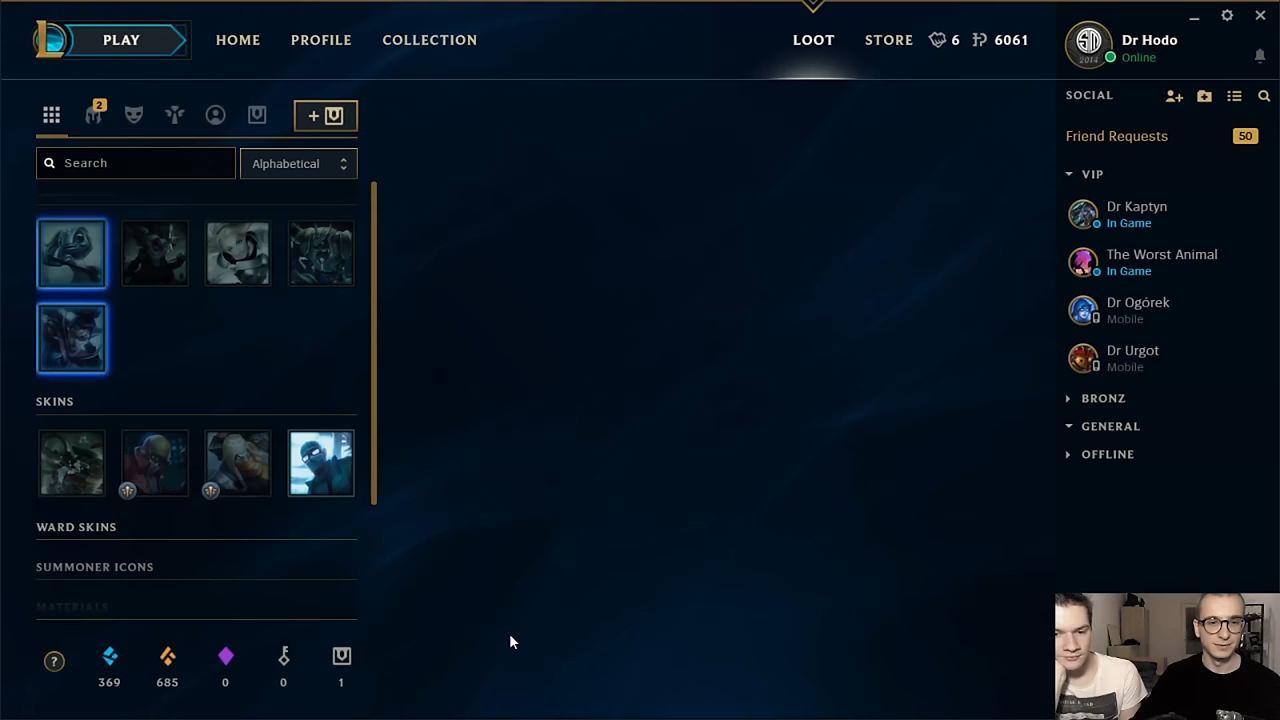 PLAY
HOME
PROFILE
COLLECTION
LOOT
STORE
6
6061
2014
Dr Hodo
Online
2
Search
Alphabetical
SKINS
WARD SKINS
SUMMONER ICONS
MATERIALS
?
369
685
0
0
1
SOCIAL
Friend Requests
50
VIP
Dr Kaptyn
In Game
The Worst Animal
In Game
Dr Ogórek
Mobile
Dr Urgot
Mobile
BRONZ
GENERAL
OFFLINE